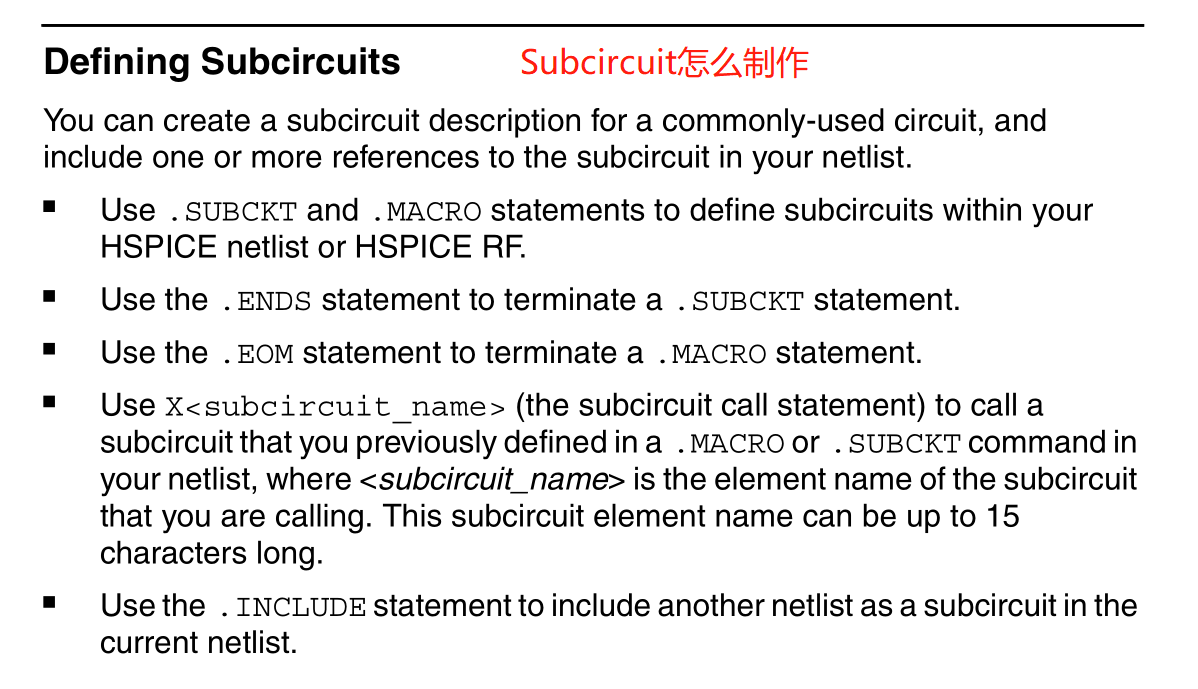 Defining Subcircuits Subcircuit怎么制作
You can create a subcircuit description for a commonly-used circuit, and
include one or more references to the subcircuit in your netlist.
■ Use .SUBCKT and .MACRO statements to define subcircuits within your
HSPICE netlist or HSPICE RF.
■ Use the .ENDS statement to terminate a .SUBCKT statement.
■ Use the .EOM statement to terminate a .MACRO statement.
■ Use X<subcircuit_name> (the subcircuit call statement) to call a
subcircuit that you previously defined in a .MACRO or .SUBCKT command in
your netlist, where <subcircuit_name> is the element name of the subcircuit
that you are calling. This subcircuit element name can be up to 15
characters long.
■ Use the .INCLUDE statement to include another netlist as a subcircuit in the
current netlist.